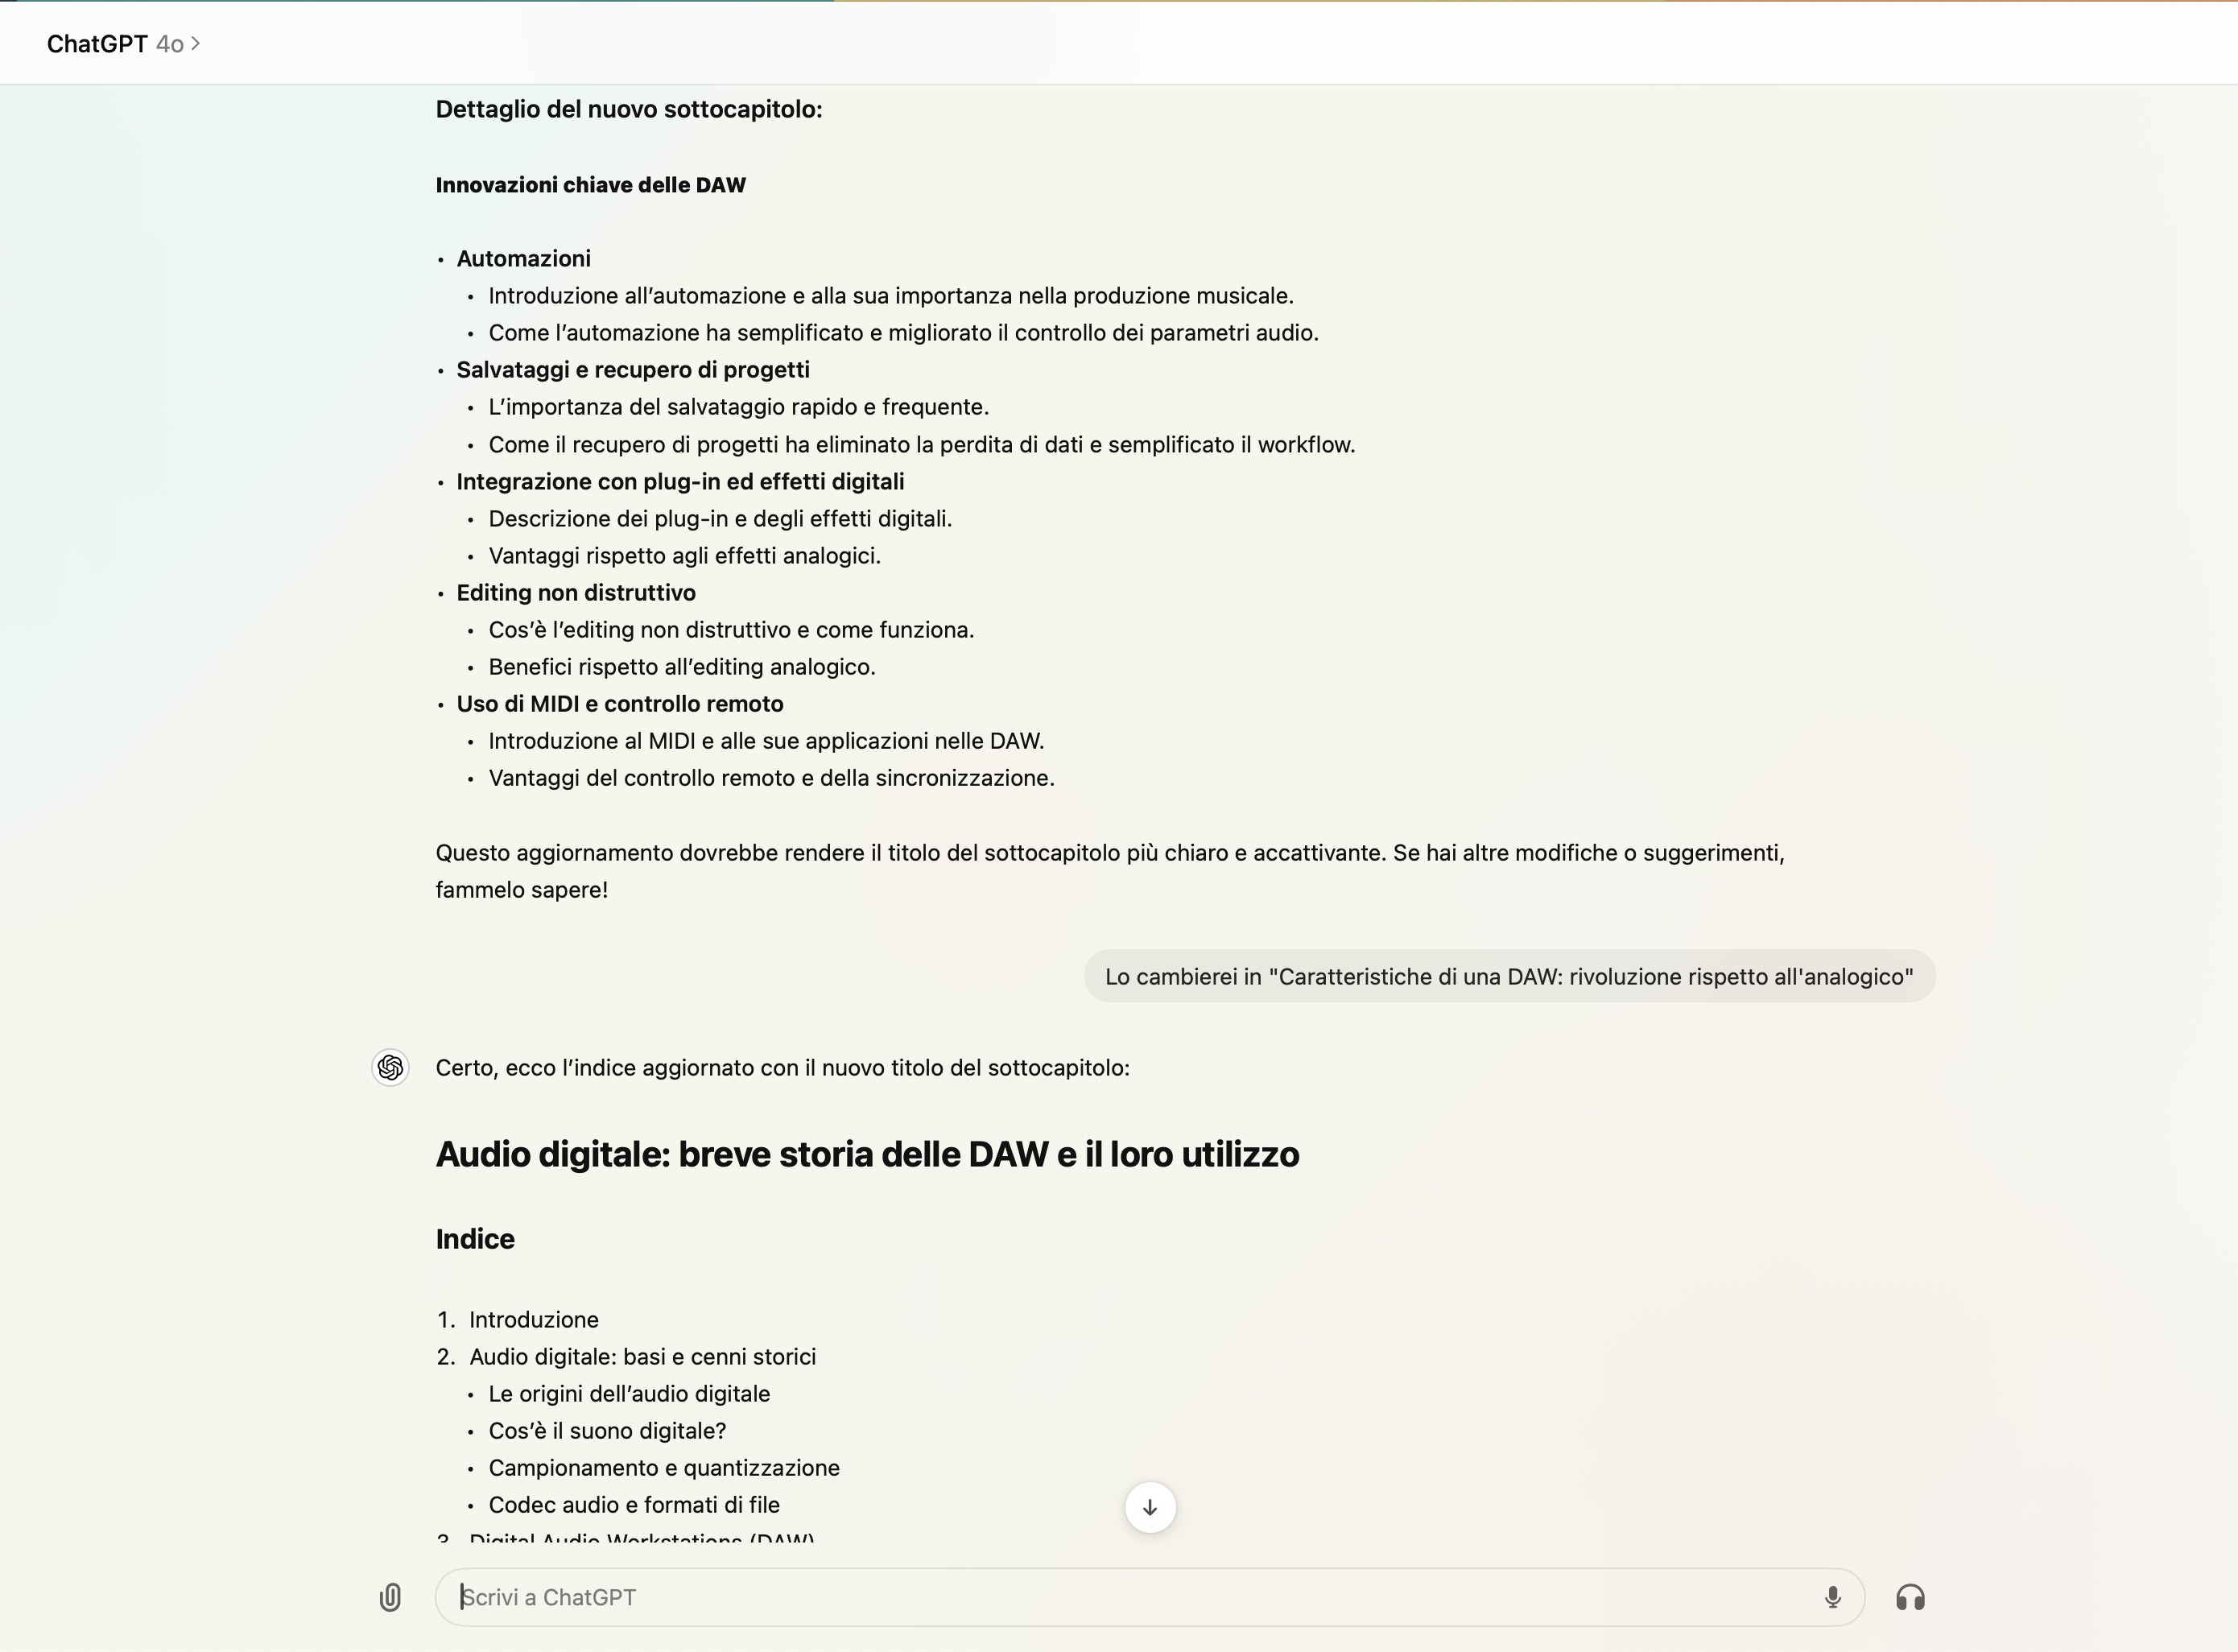 ChatGPT 4o
Dettaglio del nuovo sottocapitolo:
Innovazioni chiave delle DAW
• Automazioni
• Introduzione all’automazione e alla sua importanza nella produzione musicale.
• Come l’automazione ha semplificato e migliorato il controllo dei parametri audio.
• Salvataggi e recupero di progetti
• L’importanza del salvataggio rapido e frequente.
• Come il recupero di progetti ha eliminato la perdita di dati e semplificato il workflow.
• Integrazione con plug-in ed effetti digitali
• Descrizione dei plug-in e degli effetti digitali.
• Vantaggi rispetto agli effetti analogici.
• Editing non distruttivo
• Cos’è l’editing non distruttivo e come funziona.
• Benefici rispetto all’editing analogico.
• Uso di MIDI e controllo remoto
• Introduzione al MIDI e alle sue applicazioni nelle DAW.
• Vantaggi del controllo remoto e della sincronizzazione.
Questo aggiornamento dovrebbe rendere il titolo del sottocapitolo più chiaro e accattivante. Se hai altre modifiche o suggerimenti,
fammelo sapere!
Lo cambierei in "Caratteristiche di una DAW: rivoluzione rispetto all'analogico"
Certo, ecco l’indice aggiornato con il nuovo titolo del sottocapitolo:
Audio digitale: breve storia delle DAW e il loro utilizzo
Indice
1. Introduzione
2. Audio digitale: basi e cenni storici
• Le origini dell’audio digitale
• Cos’è il suono digitale?
• Campionamento e quantizzazione
• Codec audio e formati di file
3. Digital Audio Workstations (DAW)
Scrivi a ChatGPT